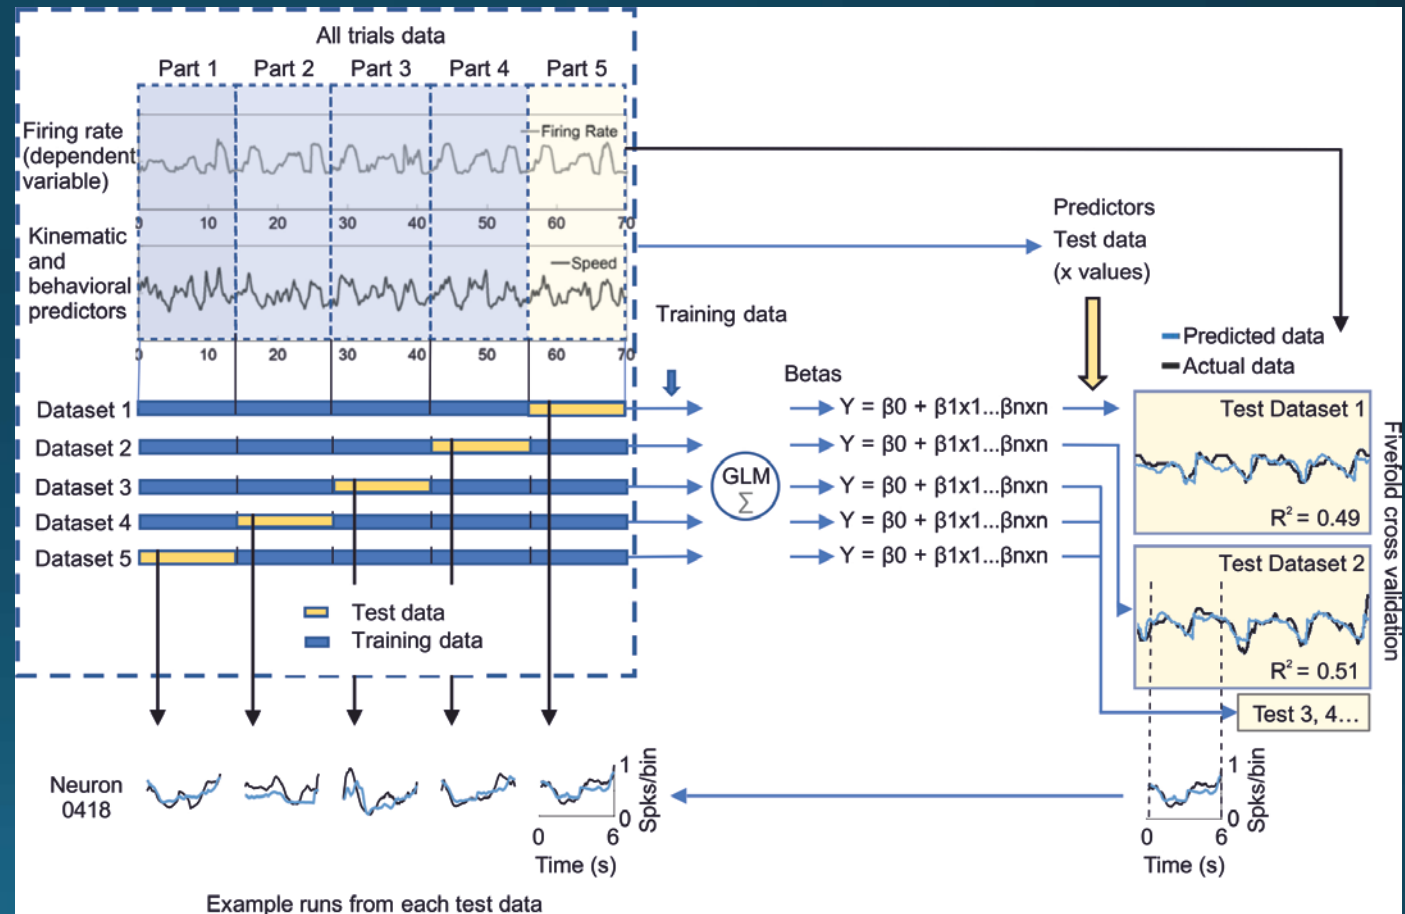 All trials data
Part 1 Part 2 Part 3 Part 4 Part 5
Firing rate
(dependent
variable)
Firing Rate
0 10 20 30 40 50 60 70
Kinematic
and
behavioral
predictors
Speed
0 10 20 30 40 50 60 70
Predictors
Test data
(x values)
Training data
Predicted data
Actual data
Betas
Dataset 1
Dataset 2
Dataset 3
Dataset 4
Dataset 5
GLM
Σ
Y = β0 + β1x1...βnxn
Y = β0 + β1x1...βnxn
Y = β0 + β1x1...βnxn
Y = β0 + β1x1...βnxn
Y = β0 + β1x1...βnxn
Test Dataset 1
R² = 0.49
Test Dataset 2
R² = 0.51
Test 3, 4...
Fivefold cross validation
Test data
Training data
Neuron
0418
1
0
Spks/bin
0 6
Time (s)
1
0
Spks/bin
0 6
Time (s)
Example runs from each test data